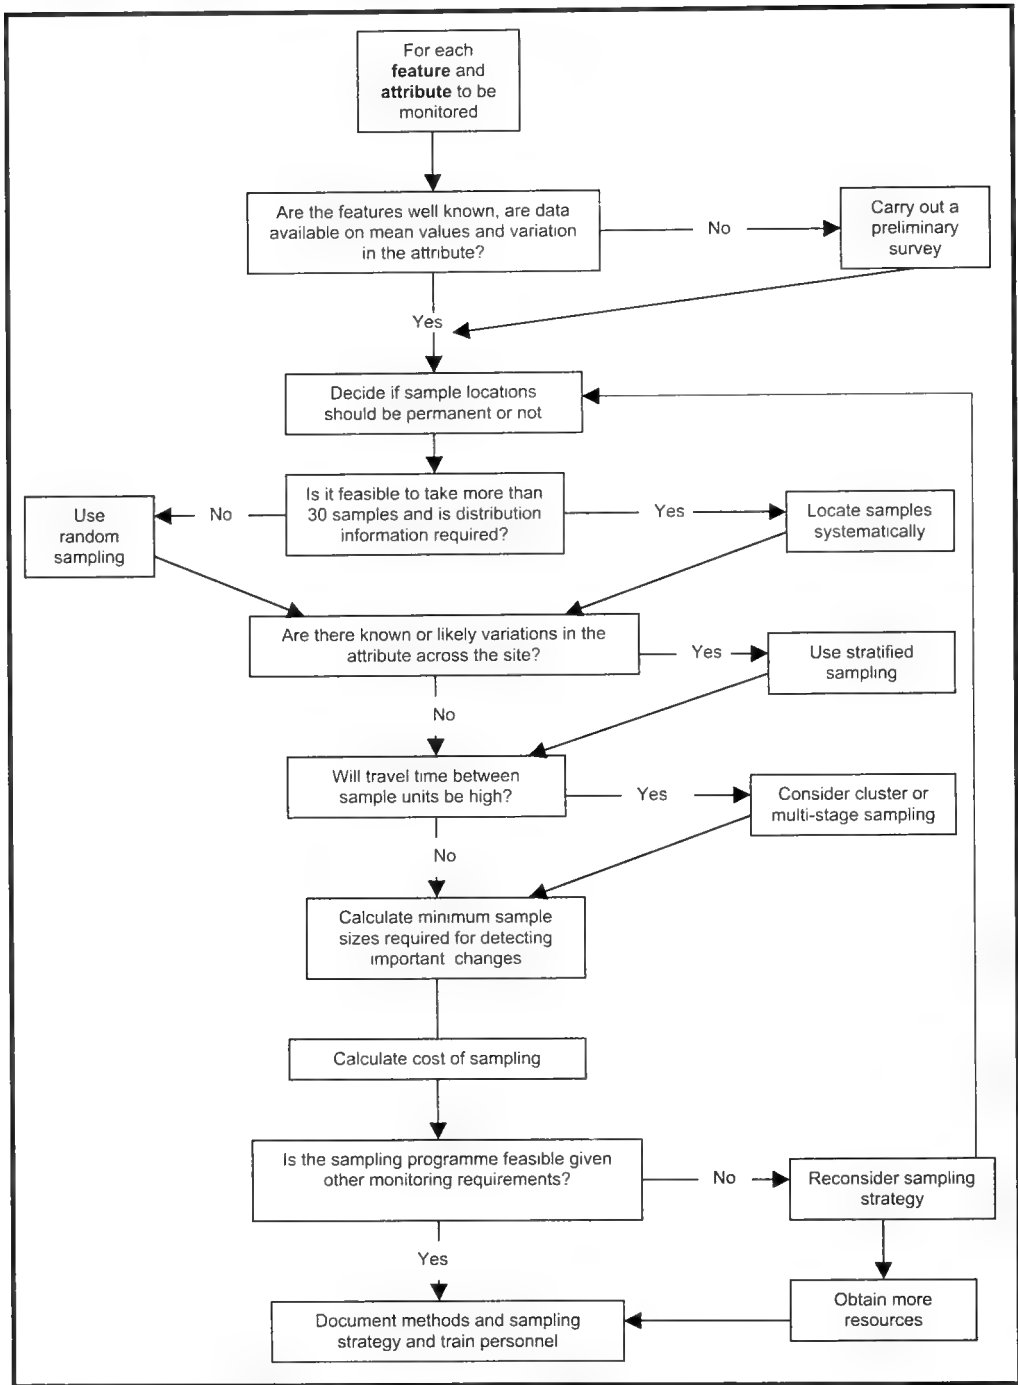 For each
feature and
attribute to be
monitored
Are the features well known, are data
available on mean values and variation
in the attribute?
No
Carry out a
preliminary
survey
Yes
Decide if sample locations
should be permanent or not
Is it feasible to take more than
30 samples and is distribution
information required?
No
Use
random
sampling
Yes
Locate samples
systematically
Are there known or likely variations in the
attribute across the site?
Yes
Use stratified
sampling
No
Will travel time between
sample units be high?
Yes
Consider cluster or
multi-stage sampling
No
Calculate minimum sample
sizes required for detecting
important changes
Calculate cost of sampling
Is the sampling programme feasible given
other monitoring requirements?
No
Reconsider sampling
strategy
Yes
Obtain more
resources
Document methods and sampling
strategy and train personnel